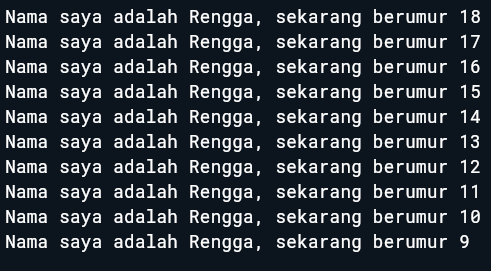 Nama saya adalah Rengga, sekarang berumur 18
Nama saya adalah Rengga, sekarang berumur 17
Nama saya adalah Rengga, sekarang berumur 16
Nama saya adalah Rengga, sekarang berumur 15
Nama saya adalah Rengga, sekarang berumur 14
Nama saya adalah Rengga, sekarang berumur 13
Nama saya adalah Rengga, sekarang berumur 12
Nama saya adalah Rengga, sekarang berumur 11
Nama saya adalah Rengga, sekarang berumur 10
Nama saya adalah Rengga, sekarang berumur 9